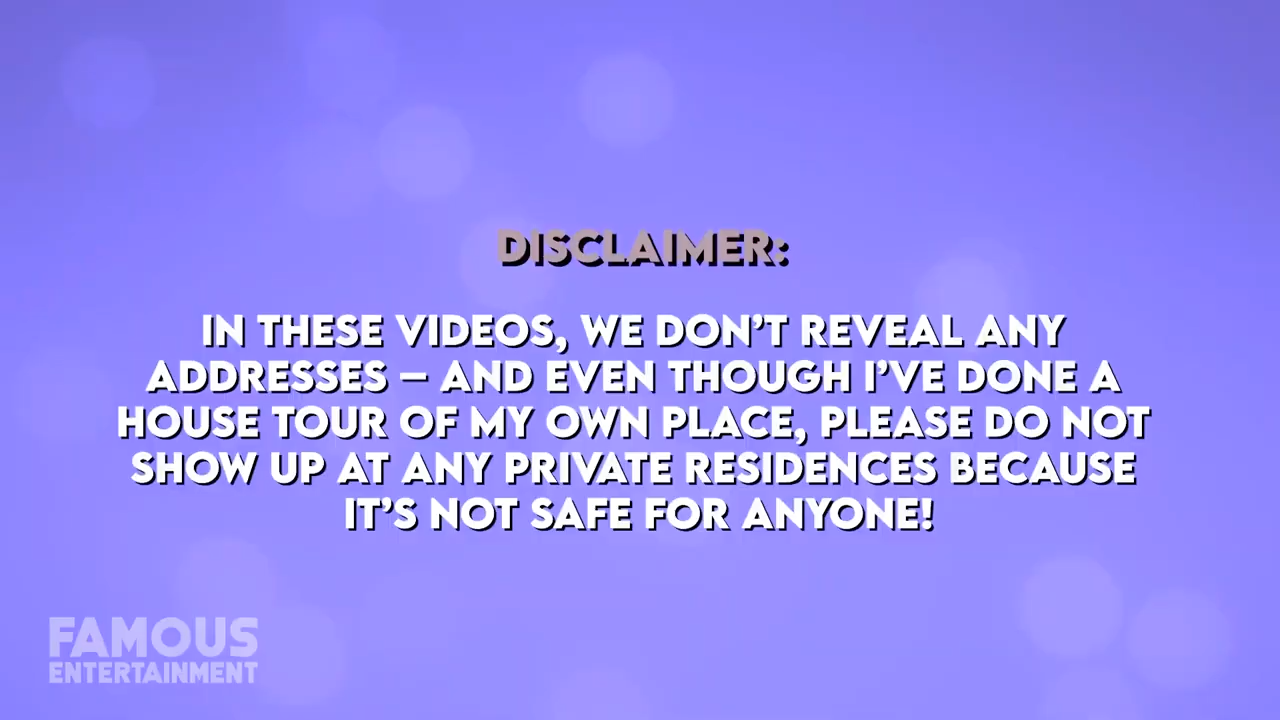 DISCLAIMER:
IN THESE VIDEOS, WE DON'T REVEAL ANY
ADDRESSES – AND EVEN THOUGH I'VE DONE A
HOUSE TOUR OF MY OWN PLACE, PLEASE DO NOT
SHOW UP AT ANY PRIVATE RESIDENCES BECAUSE
IT'S NOT SAFE FOR ANYONE!
FAMOUS
ENTERTAINMENT